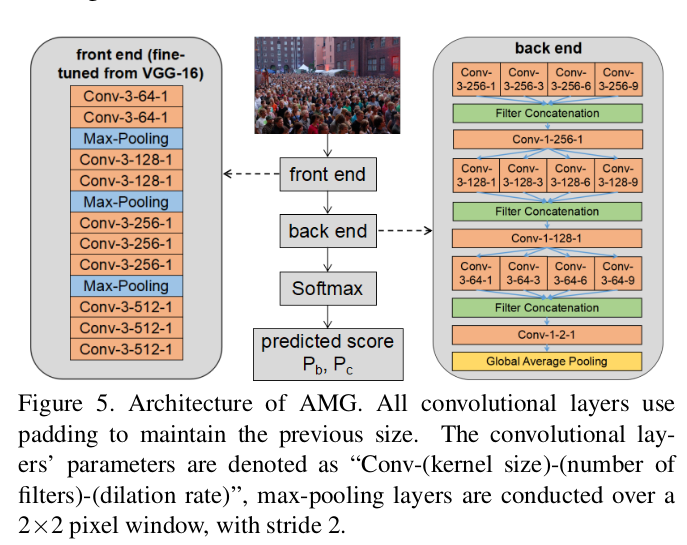 front end (fine-
tuned from VGG-16)
Conv-3-64-1
Conv-3-64-1
Max-Pooling
Conv-3-128-1
Conv-3-128-1
Max-Pooling
Conv-3-256-1
Conv-3-256-1
Conv-3-256-1
Max-Pooling
Conv-3-512-1
Conv-3-512-1
Conv-3-512-1
front end
back end
Softmax
predicted score
Pb, Pc
back end
Conv-
3-256-1
Conv-
3-256-3
Conv-
3-256-6
Conv-
3-256-9
Filter Concatenation
Conv-1-256-1
Conv-
3-128-1
Conv-
3-128-3
Conv-
3-128-6
Conv-
3-128-9
Filter Concatenation
Conv-1-128-1
Conv-
3-64-1
Conv-
3-64-3
Conv-
3-64-6
Conv-
3-64-9
Filter Concatenation
Conv-1-2-1
Global Average Pooling
Figure 5. Architecture of AMG. All convolutional layers use
padding to maintain the previous size. The convolutional lay-
ers’ parameters are denoted as “Conv-(kernel size)-(number of
filters)-(dilation rate)”, max-pooling layers are conducted over a
2×2 pixel window, with stride 2.